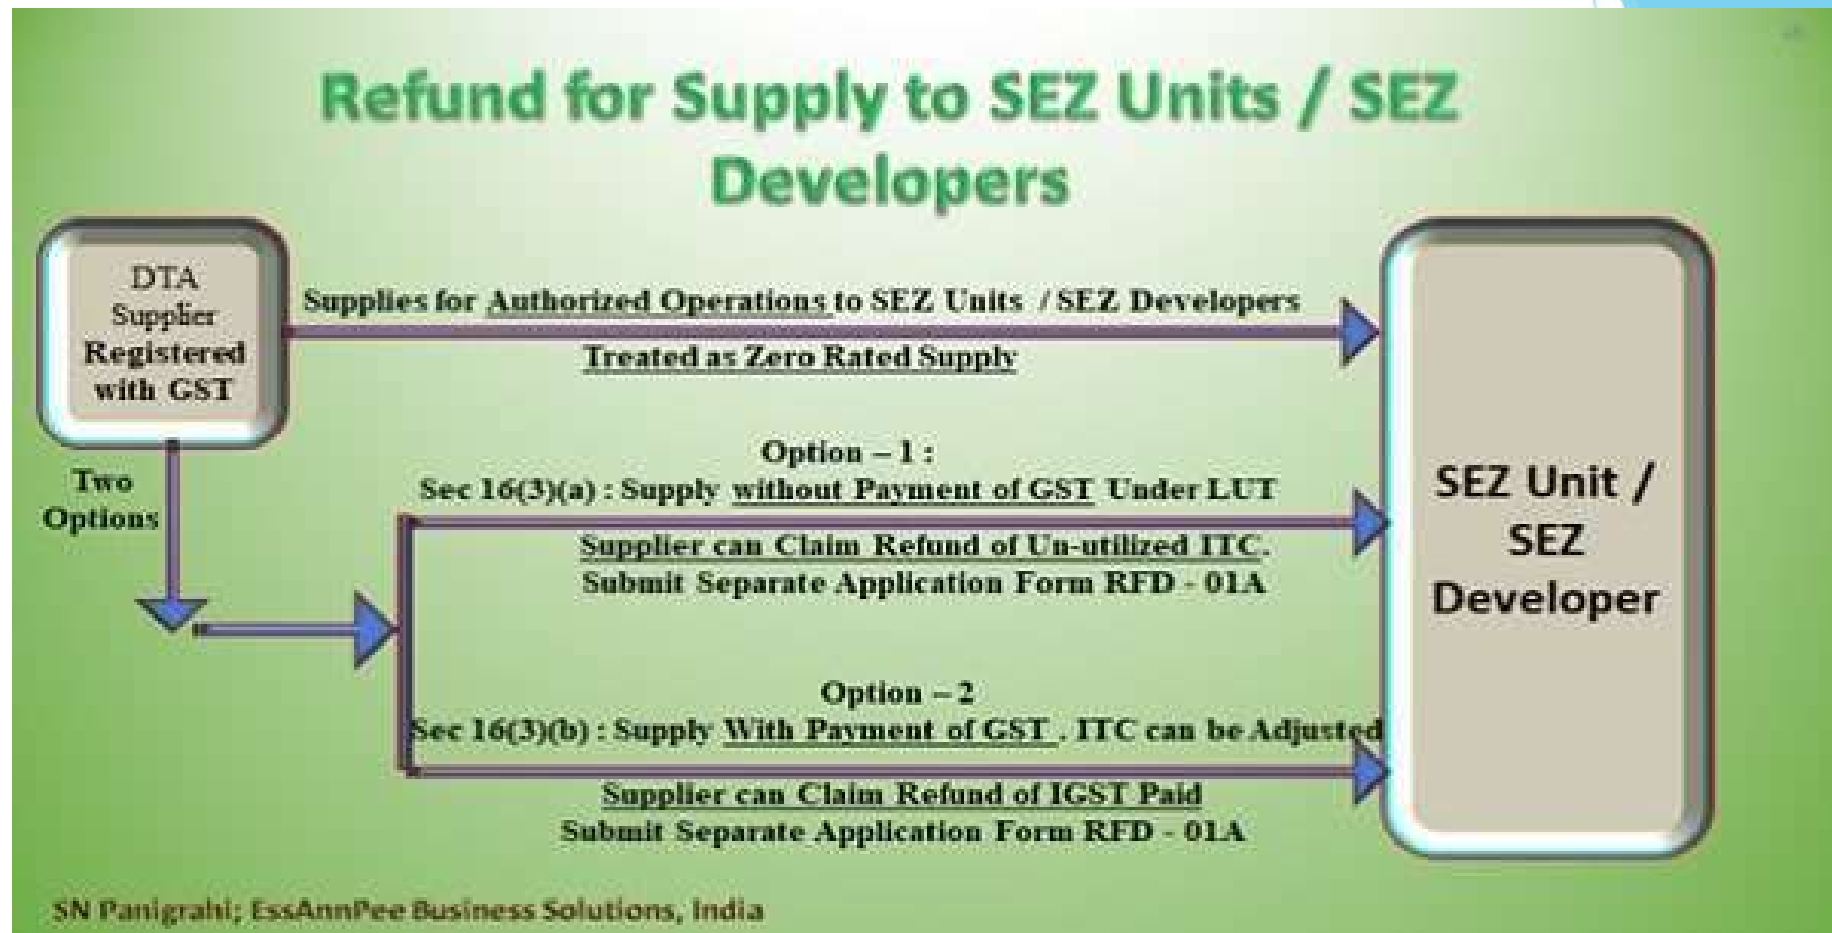 Refund for Supply to SEZ Units / SEZ
Developers
DTA
Supplier
Registered
with GST
Supplies for Authorized Operations to SEZ Units / SEZ Developers
Treated as Zero Rated Supply
Two
Options
Option – 1 :
Sec 16(3)(a) : Supply without Payment of GST Under LUT
Supplier can Claim Refund of Un-utilized ITC.
Submit Separate Application Form RFD - 01A
Option – 2
Sec 16(3)(b) : Supply With Payment of GST . ITC can be Adjusted
Supplier can Claim Refund of IGST Paid
Submit Separate Application Form RFD - 01A
SEZ Unit /
SEZ
Developer
SN Panigrahi; EssAnnPee Business Solutions, India